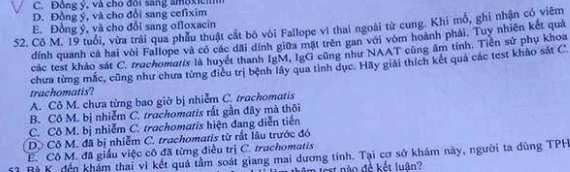 C. Đồng ý, và cho đổi sang amoxicillin
D. Đồng ý, và cho đổi sang cefixim
E. Đồng ý, và cho đổi sang ofloxacin
52. Cô M. 19 tuổi, vừa trải qua phẫu thuật cắt bỏ vòi Fallope vì thai ngoài tử cung. Khi mổ, ghi nhận có viêm
dính quanh cả hai vòi Fallope và có các dải dính giữa mặt trên gan với vòm hoành phải. Tuy nhiên kết quả
các test khảo sát C. trachomatis là huyết thanh IgM, IgG cũng như NAAT cùng âm tính. Tiền sử phụ khoa
chưa từng mắc, cũng như chưa từng điều trị bệnh lây qua tình dục. Hãy giải thích kết quả các test khảo sát C.
trachomatis?
A. Cô M. chưa từng bao giờ bị nhiễm C. trachomatis
B. Cô M. bị nhiễm C. trachomatis rất gần đây mà thôi
C. Cô M. bị nhiễm C. trachomatis hiện đang diễn tiến
D. Cô M. đã bị nhiễm C. trachomatis từ rất lâu trước đó
E. Cô M. đã giấu việc cô đã từng điều trị C. trachomatis
53. Bà K. đến khám thai vì kết quả tầm soát giang mai dương tính. Tại cơ sở khám này, người ta dùng TPH
thêm test nào để kết luận?